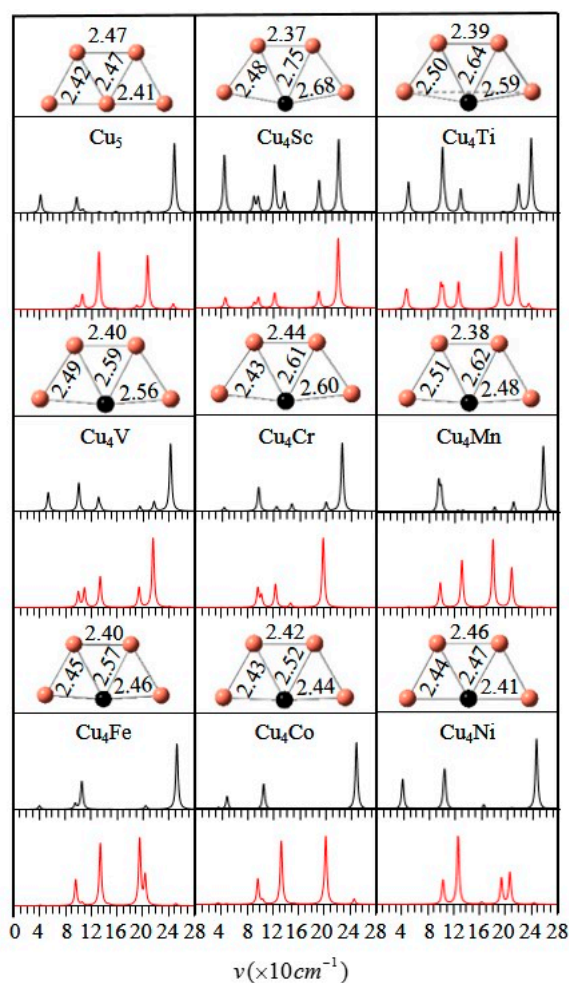 2.47 2.37 2.39
2.42 2.47 2.41 2.48 2.75 2.68 2.50 2.64 2.59
Cu₅ Cu₄Sc Cu₄Ti
2.40 2.44 2.38
2.49 2.59 2.56 2.43 2.61 2.60 2.51 2.62 2.48
Cu₄V Cu₄Cr Cu₄Mn
2.40 2.42 2.46
2.45 2.57 2.46 2.43 2.52 2.44 2.44 2.47 2.41
Cu₄Fe Cu₄Co Cu₄Ni
0 4 8 12 16 20 24 28 4 8 12 16 20 24 28 4 8 12 16 20 24 28
ν(×10cm⁻¹)